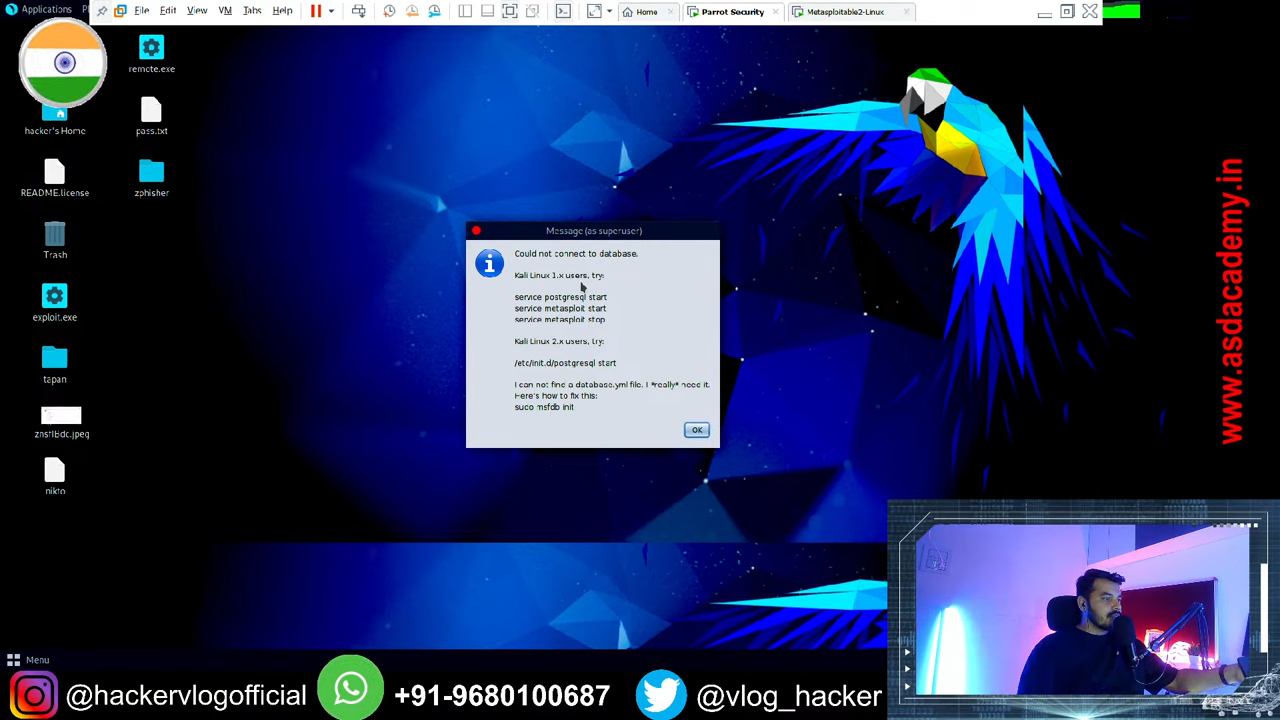 Applications
File Edit View VM Tabs Help
Home
Parrot Security
Metasploitable2-Linux
remote.exe
hacker's Home
pass.txt
README.license
zphisher
Trash
exploit.exe
tapan
znsflBdc.jpeg
nikto
Message (as superuser)
Could not connect to database.
Kali Linux 1.x users, try:
service postgresql start
service metasploit start
service metasploit stop
Kali Linux 2.x users, try:
/etc/init.d/postgresql start
I can not find a database.yml file. I *really* need it.
Here's how to fix this:
sudo msfdb init
OK
www.asdacademy.in
Menu
@hackervlogofficial
+91-9680100687
@vlog_hacker